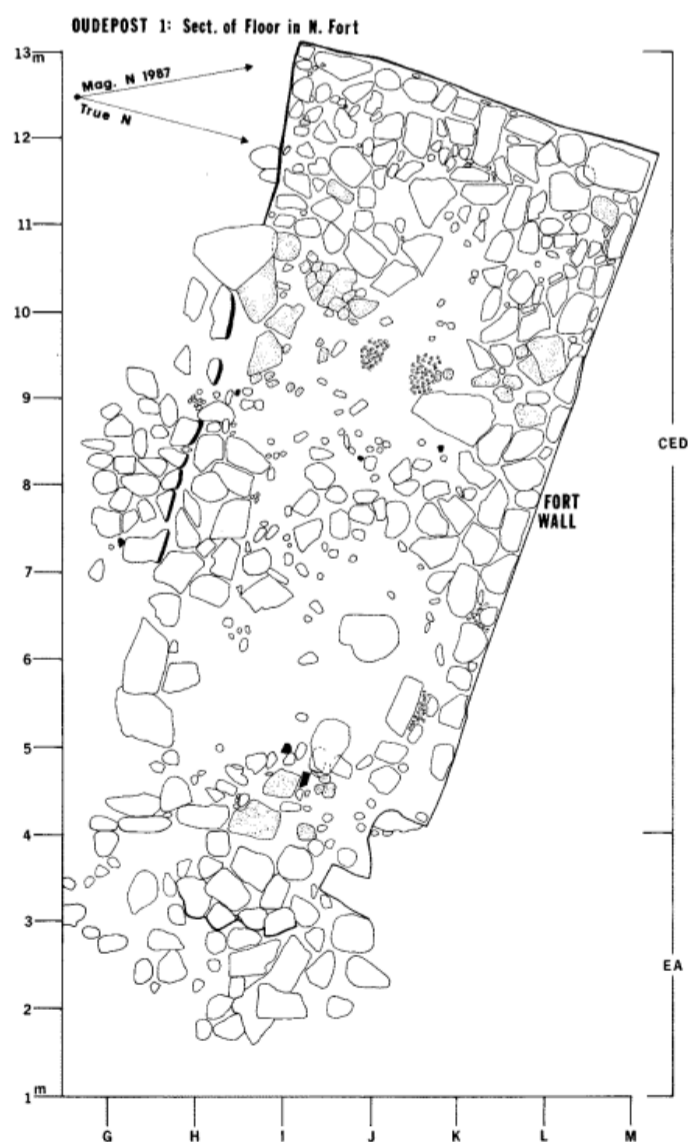 OUDEPOST 1: Sect. of Floor in N. Fort
13m
Mag. N 1987
True N
12
11
10
9
CED
8
FORT
WALL
7
6
5
4
3
EA
2
1m
G H I J K L M